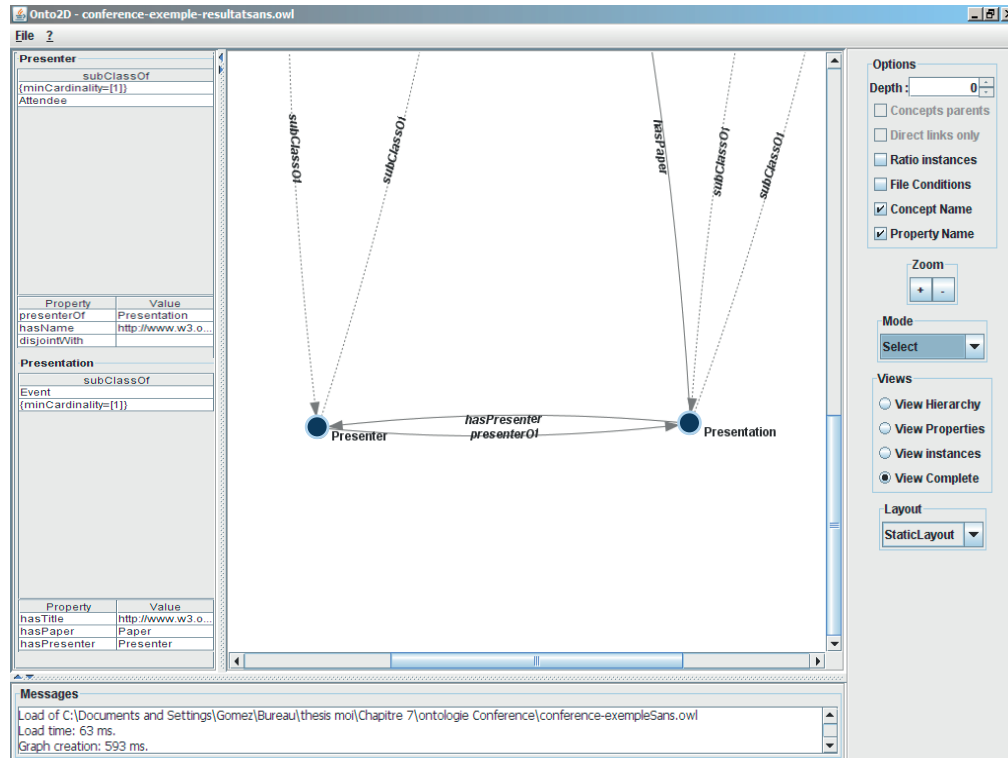 Onto2D - conference-exemple-resultatsans.owl
File ?
Presenter
subClassOf
{minCardinality=[1]}
Attendee
Property Value
presenterOf Presentation
hasName http://www.w3.o...
disjointWith
Presentation
subClassOf
Event
{minCardinality=[1]}
Property Value
hasTitle http://www.w3.o...
hasPaper Paper
hasPresenter Presenter
subClassOf
subClassOf
hasPaper
subClassOf
subClassOf
hasPresenter
presenterOf
Presenter
Presentation
Options
Depth : 0
Concepts parents
Direct links only
Ratio instances
File Conditions
Concept Name
Property Name
Zoom
+ -
Mode
Select
Views
View Hierarchy
View Properties
View instances
View Complete
Layout
StaticLayout
Messages
Load of C:\Documents and Settings\Gomez\Bureau\thesis moi\Chapitre 7\ontologie Conference\conference-exempleSans.owl
Load time: 63 ms.
Graph creation: 593 ms.